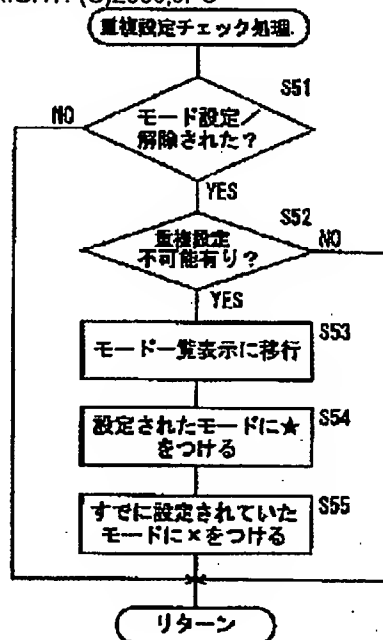 重複設定チェック処理.
S51
モード設定／
解除された？
NO
YES
S52
重複設定
不可能有り？
NO
YES
S53
モード一覧表示に移行
S54
設定されたモードに★
をつける
S55
すでに設定されていた
モードに×をつける
リターン